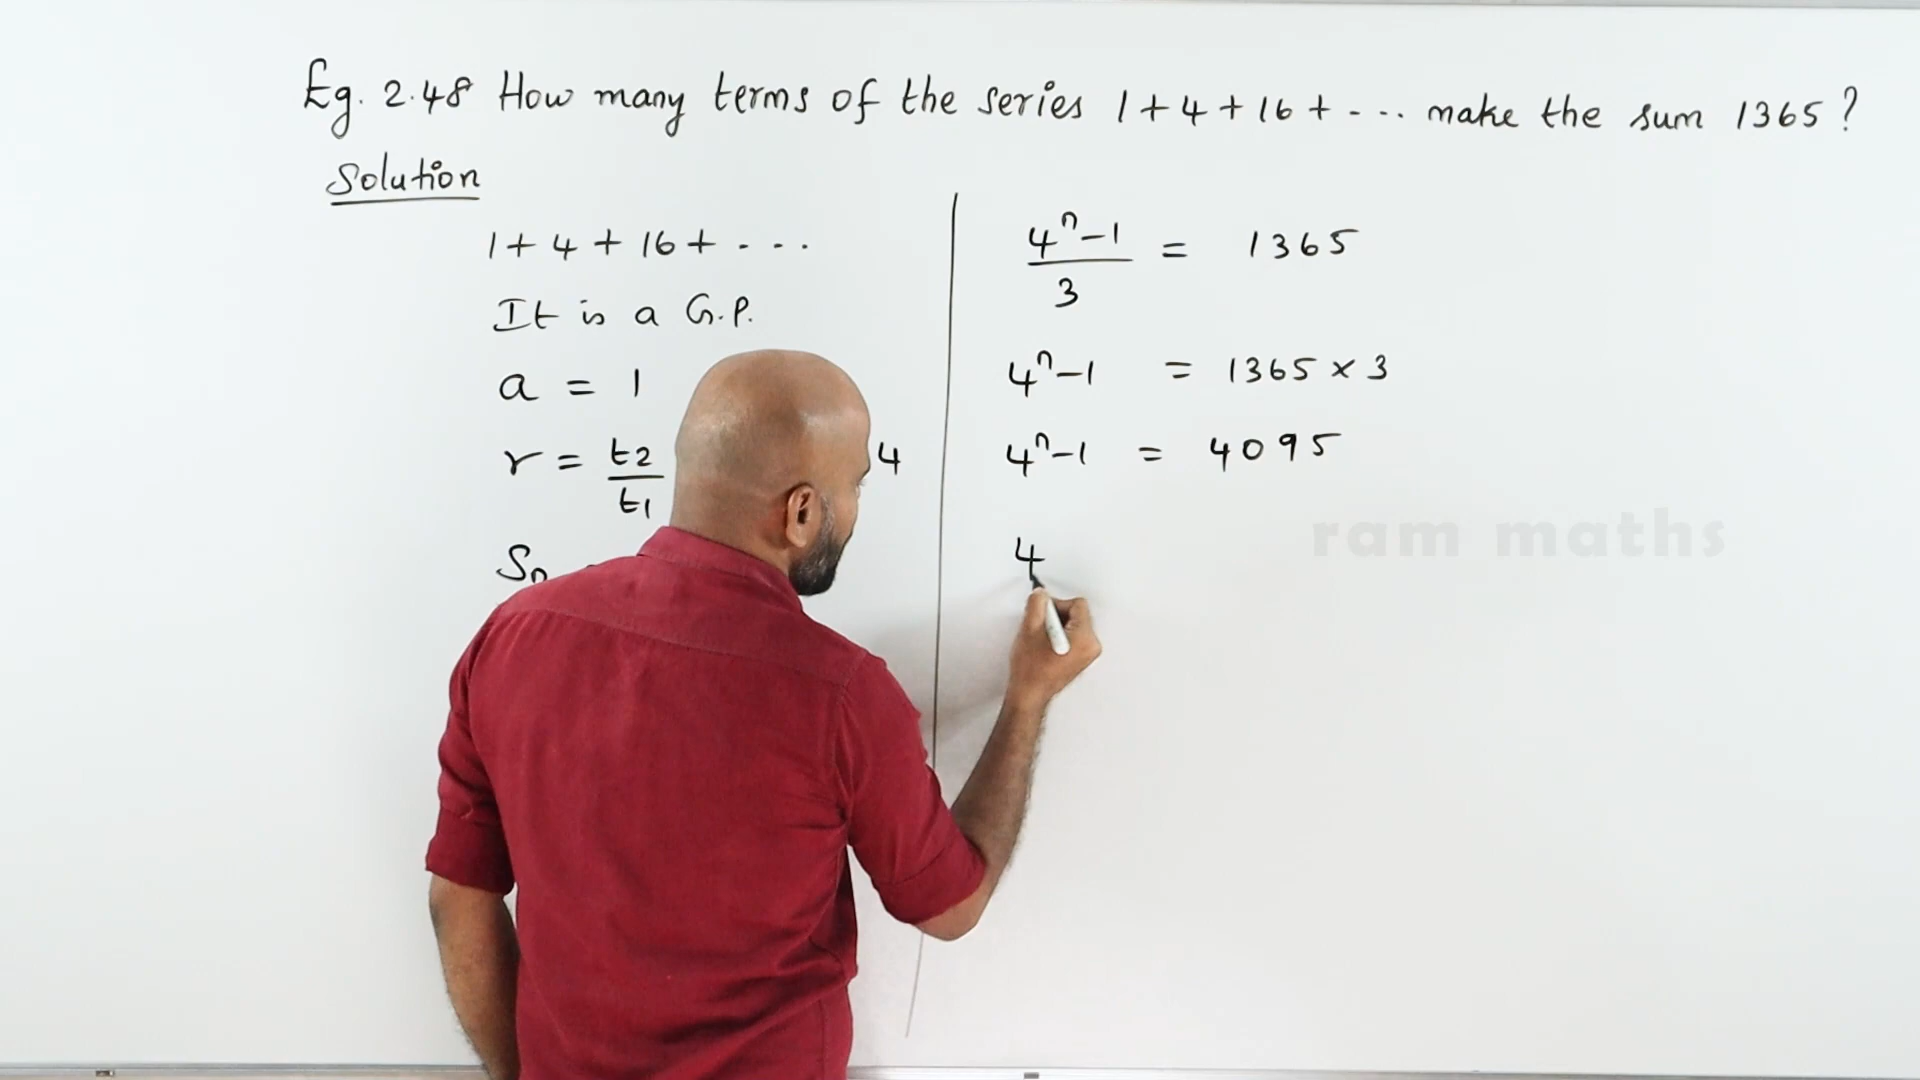 Eg. 2.48 How many terms of the series 1 + 4 + 16 + - - - make the sum 1365 ?
Solution
1 + 4 + 16 + - - -
It is a G.P.
a = 1
r = t2/t1 4
Sn
(4^n - 1)/3 = 1365
4^n - 1 = 1365 × 3
4^n - 1 = 4095
4
ram maths